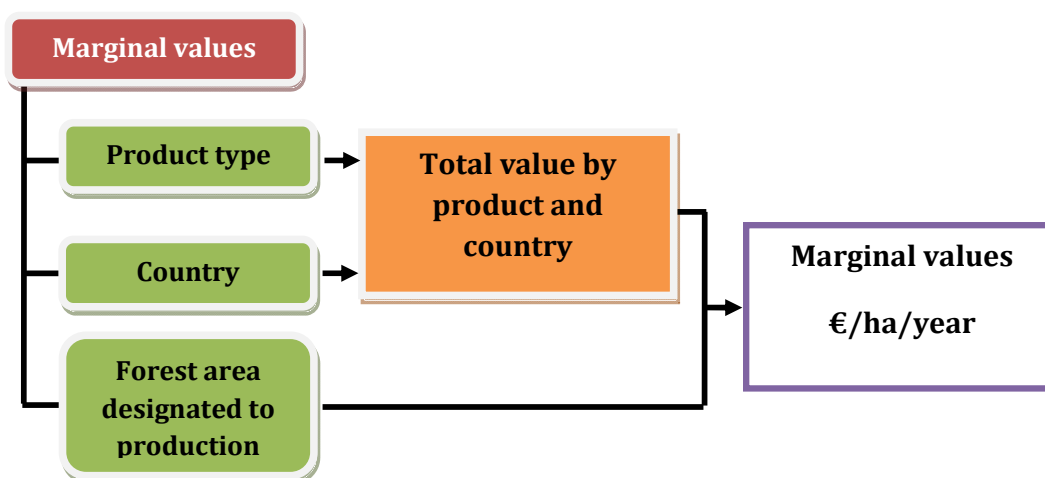 Marginal values
Product type
Total value by
product and
country
Country
Marginal values
€/ha/year
Forest area
designated to
production